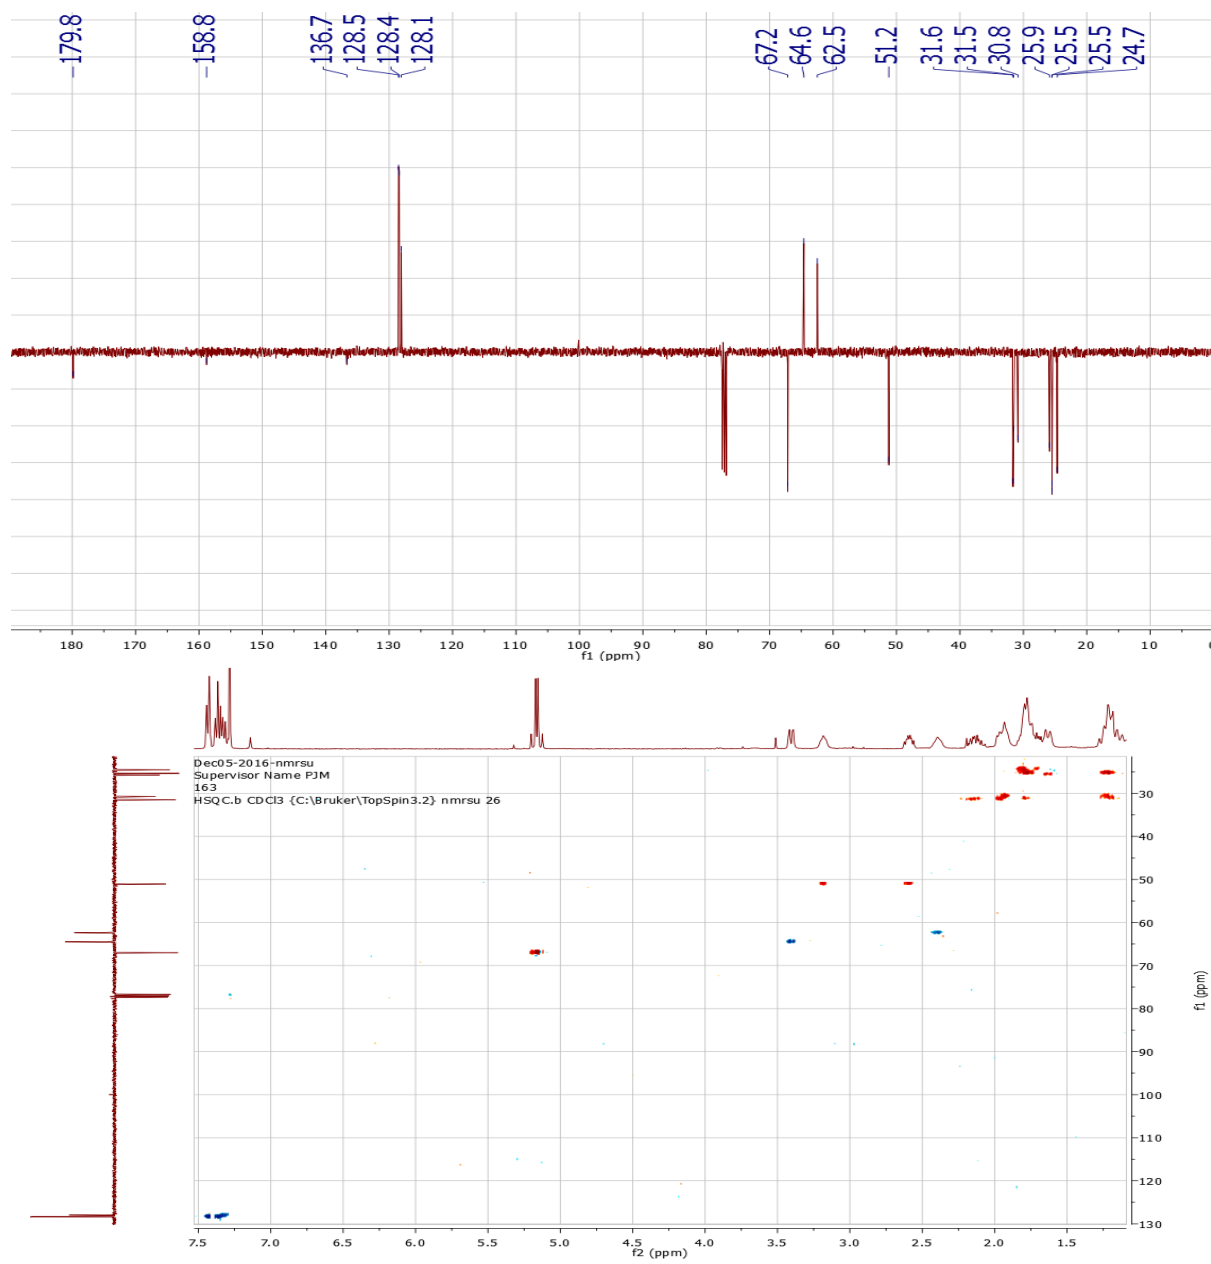 179.8 158.8 136.7 128.5 128.4 128.1 67.2 64.6 62.5 51.2 31.6 31.5 30.8 25.9 25.5 25.5 24.7
180 170 160 150 140 130 120 110 100 90 80 70 60 50 40 30 20 10 0
f1 (ppm)
Dec05-2016-nmrsu
Supervisor Name PJM
163
HSQC.b CDCl3 {C:\Bruker\TopSpin3.2} nmrsu 26
30
40
50
60
70
80
90
100
110
120
130
f1 (ppm)
7.5 7.0 6.5 6.0 5.5 5.0 4.5 4.0 3.5 3.0 2.5 2.0 1.5
f2 (ppm)